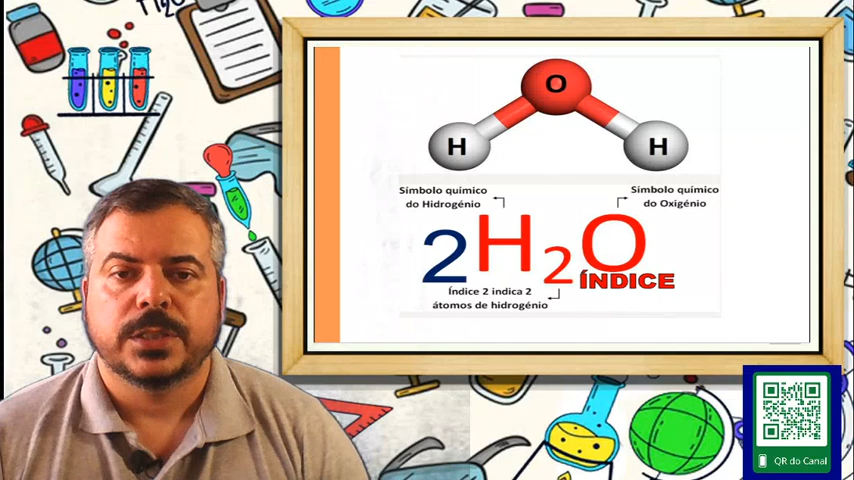 H2O
O
H
H
Símbolo químico
do Hidrogénio
Símbolo químico
do Oxigénio
2H2O
ÍNDICE
Índice 2 indica 2
átomos de hidrogénio
QR do Canal